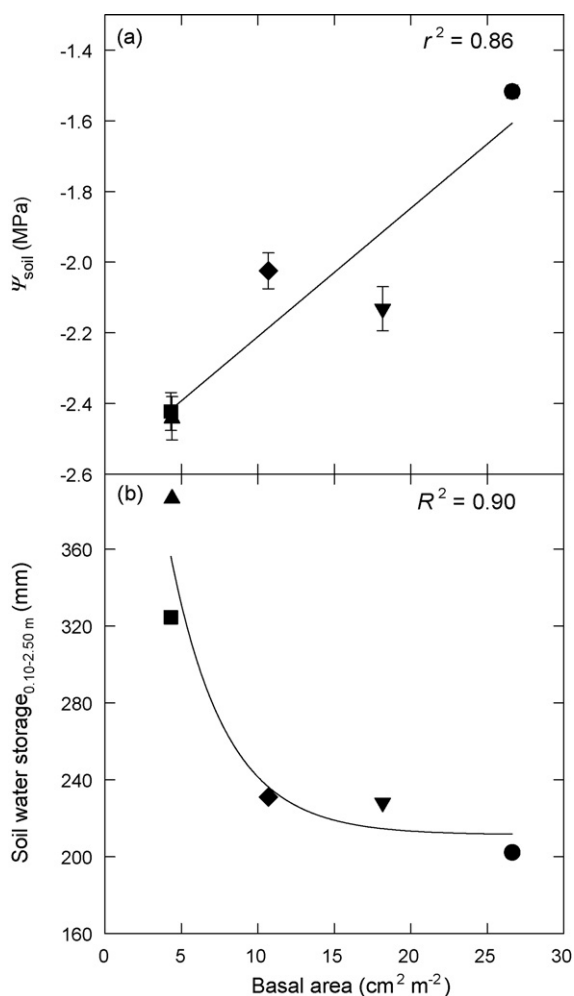 (a)
r² = 0.86
-1.4
-1.6
-1.8
-2.0
-2.2
-2.4
-2.6
Ψsoil (MPa)
(b)
R² = 0.90
360
320
280
240
200
160
Soil water storage0.10-2.50 m (mm)
0 5 10 15 20 25 30
Basal area (cm² m⁻²)